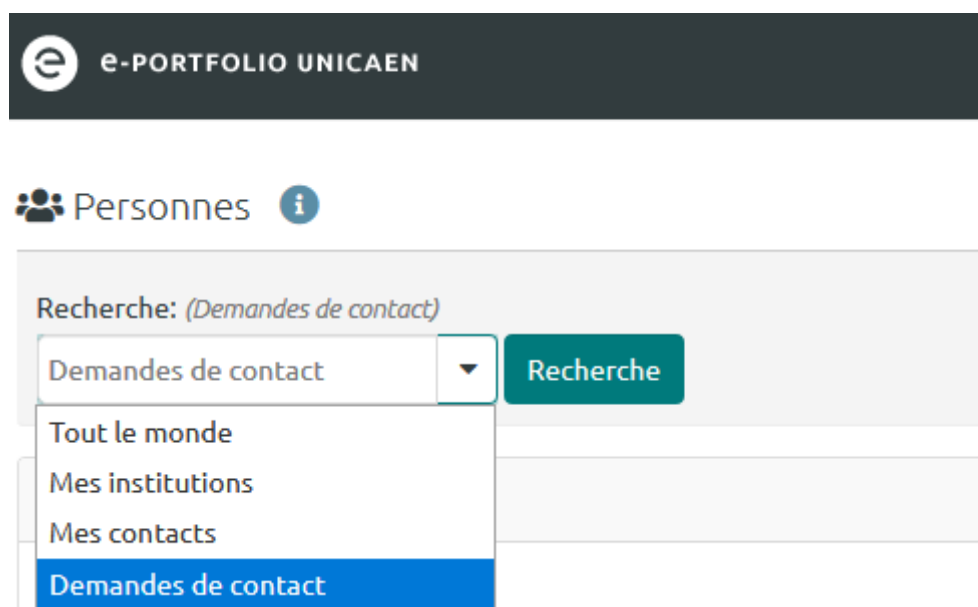 e-PORTFOLIO UNICAEN
Personnes
Recherche: (Demandes de contact)
Demandes de contact
Recherche
Tout le monde
Mes institutions
Mes contacts
Demandes de contact